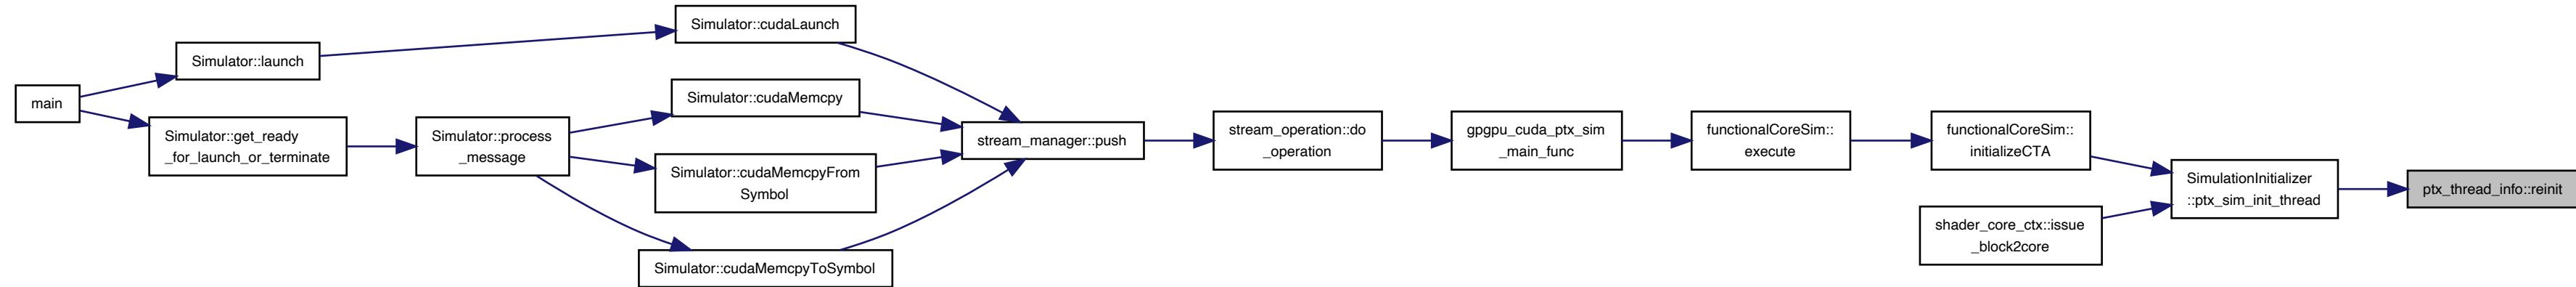 main
Simulator::launch
Simulator::get_ready
_for_launch_or_terminate
Simulator::process
_message
Simulator::cudaLaunch
Simulator::cudaMemcpy
Simulator::cudaMemcpyFrom
Symbol
Simulator::cudaMemcpyToSymbol
stream_manager::push
stream_operation::do
_operation
gpgpu_cuda_ptx_sim
_main_func
functionalCoreSim::
execute
functionalCoreSim::
initializeCTA
shader_core_ctx::issue
_block2core
SimulationInitializer
::ptx_sim_init_thread
ptx_thread_info::reinit